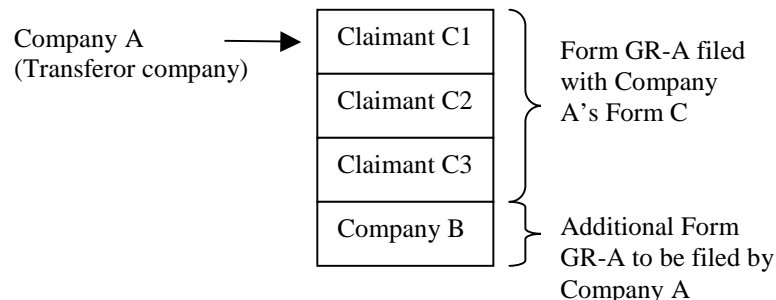 Company A
(Transferor company)
Claimant C1
Claimant C2
Claimant C3
Company B
Form GR-A filed
with Company
A’s Form C
Additional Form
GR-A to be filed by
Company A